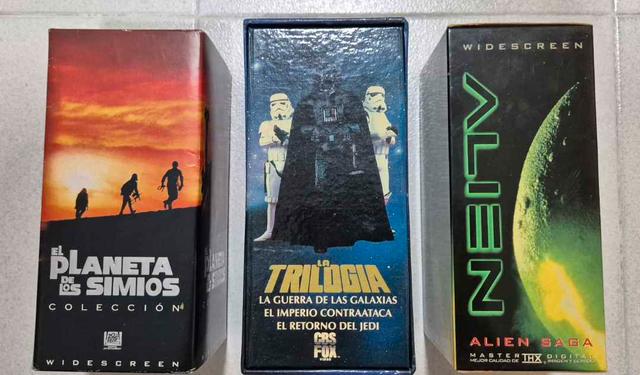 EL
PLANETA
DE
LOS SIMIOS
COLECCIÓN
WIDESCREEN
LA
TRILOGIA
LA GUERRA DE LAS GALAXIAS
EL IMPERIO CONTRAATACA
EL RETORNO DEL JEDI
CBS
FOX
VIDEO
WIDESCREEN
ALIEN
ALIEN SAGA
MASTER THX DIGITAL